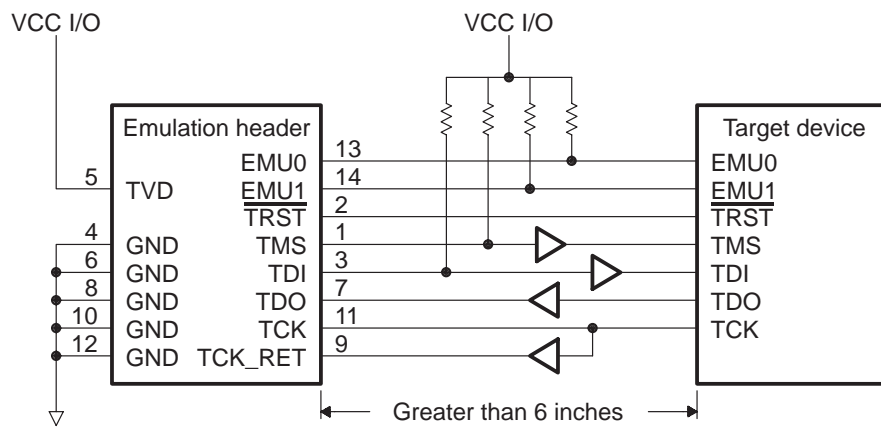 VCC I/O VCC I/O
Emulation header Target device
EMU0 13 EMU0
5 TVD EMU1 14 EMU1
TRST 2 TRST
4 GND TMS 1 TMS
6 GND TDI 3 TDI
8 GND TDO 7 TDO
10 GND TCK 11 TCK
12 GND TCK_RET 9
Greater than 6 inches